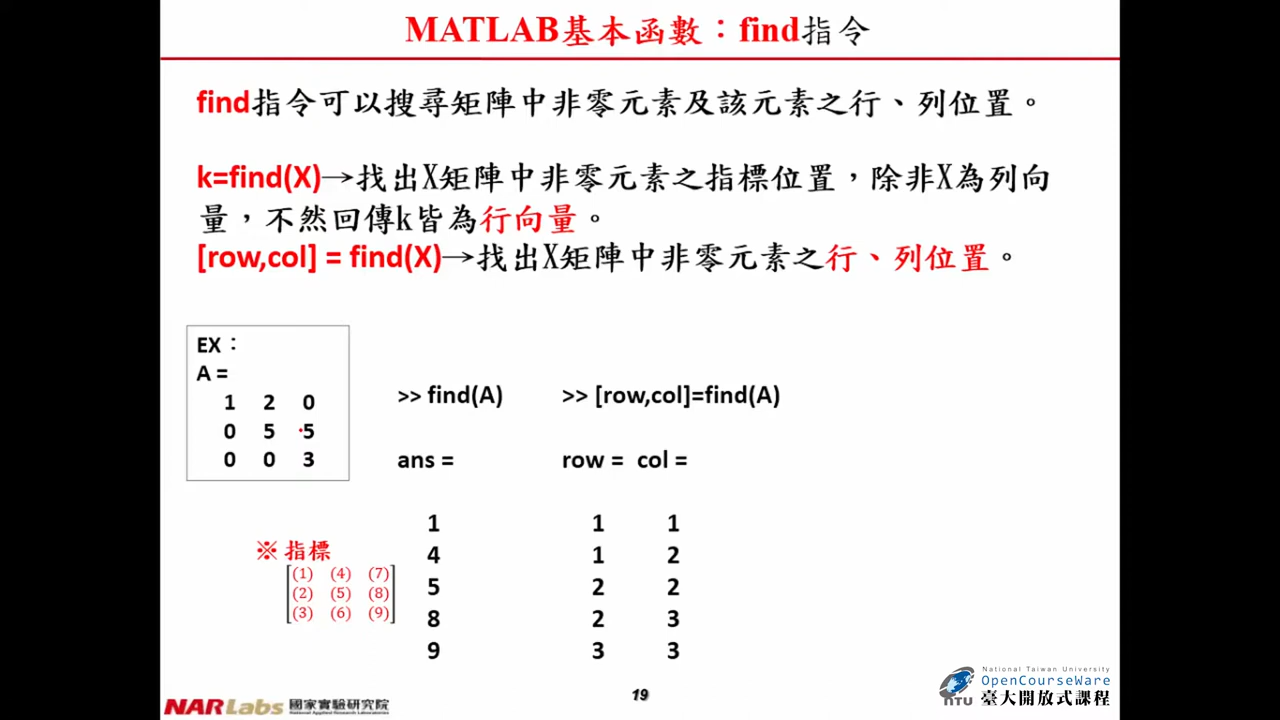 MATLAB基本函數：find指令
find指令可以搜尋矩陣中非零元素及該元素之行、列位置。
k=find(X)→找出X矩陣中非零元素之指標位置，除非X為列向
量，不然回傳k皆為行向量。
[row,col] = find(X)→找出X矩陣中非零元素之行、列位置。
EX：
A =
1 2 0
0 5 5
0 0 3
※ 指標
(1) (4) (7)
(2) (5) (8)
(3) (6) (9)
>> find(A)
ans =
1
4
5
8
9
>> [row,col]=find(A)
row = col =
1 1
1 2
2 2
2 3
3 3
NARLabs 國家實驗研究院
National Applied Research Laboratories
19
NTU
National Taiwan University
OpenCourseWare
臺大開放式課程